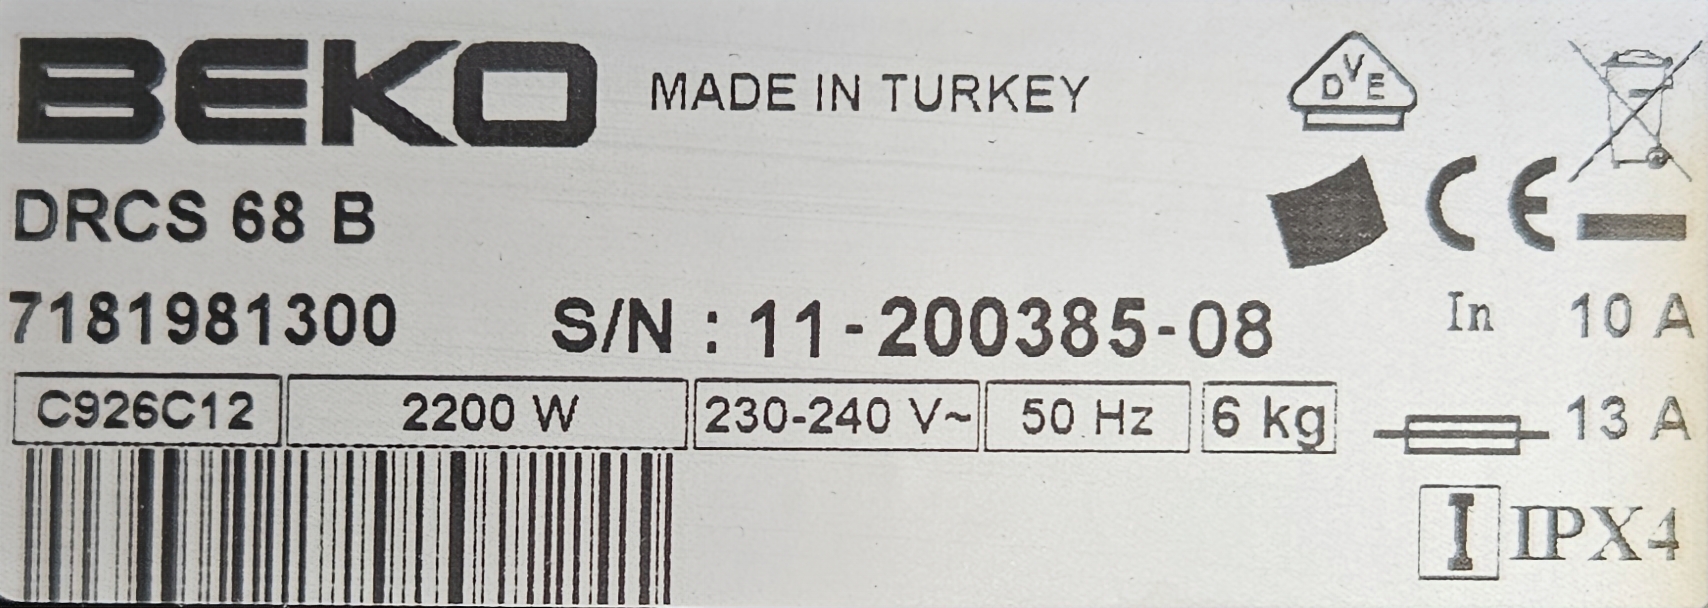 BEKO MADE IN TURKEY
DVE
DRCS 68 B
CE
7181981300 S/N : 11-200385-08 In 10 A
C926C12 2200 W 230-240 V~ 50 Hz 6 kg 13 A
I IPX4